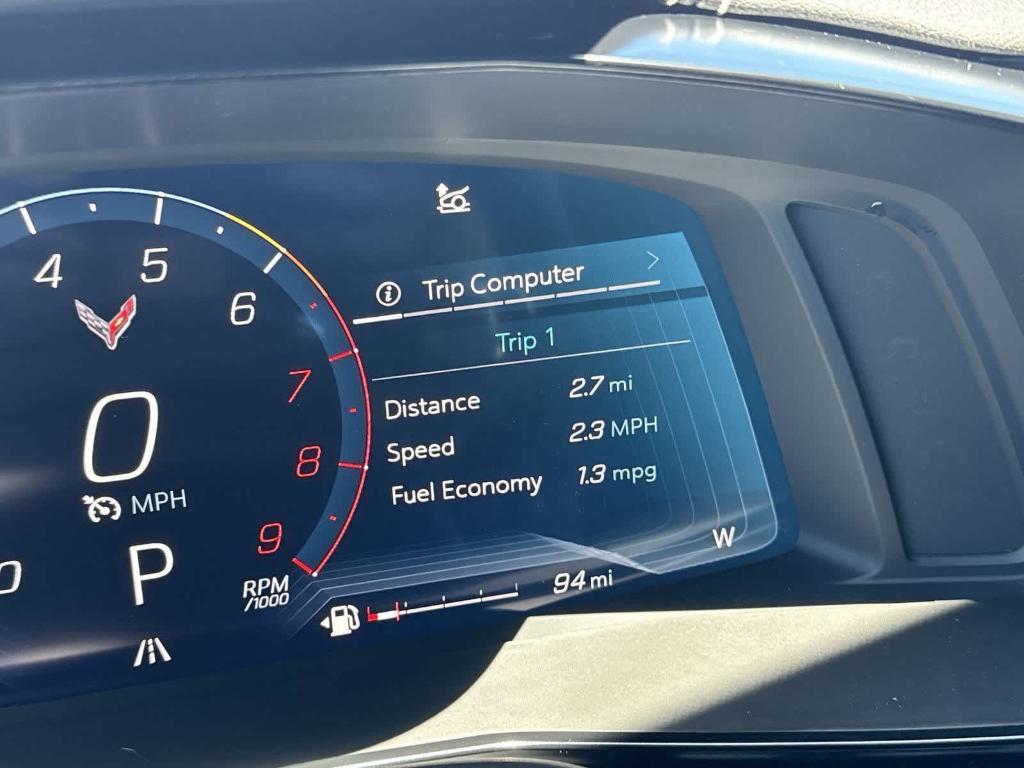 4
5
6
7
8
9
0
MPH
P
RPM
/1000
Trip Computer
Trip 1
Distance 2.7 mi
Speed 2.3 MPH
Fuel Economy 1.3 mpg
W
94 mi